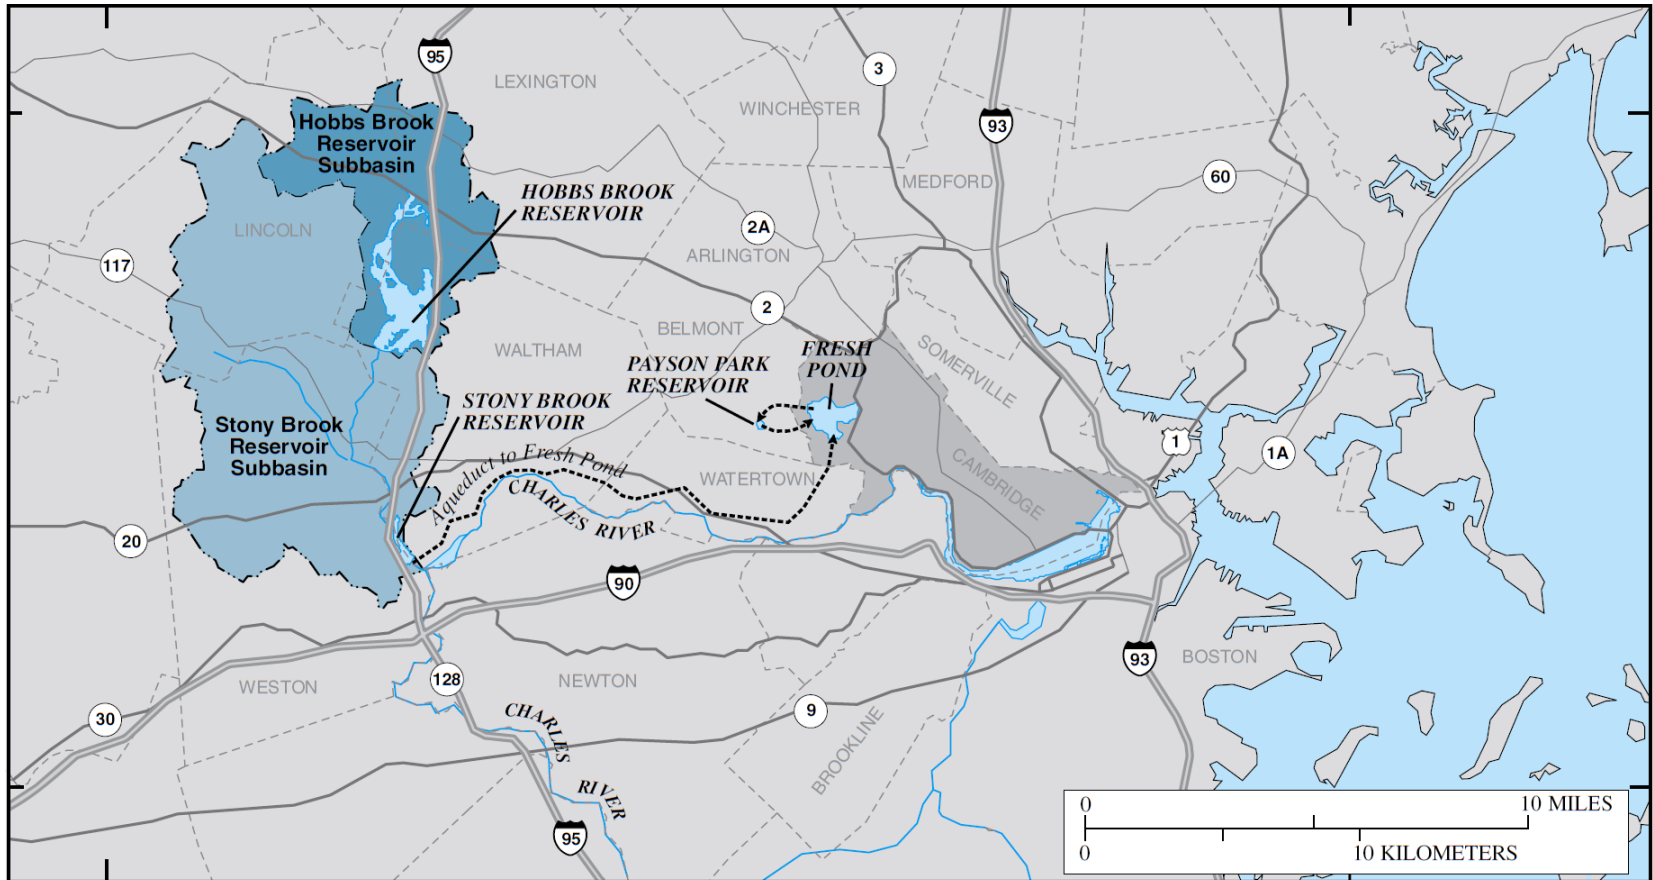 95
LEXINGTON
3
WINCHESTER
93
Hobbs Brook
Reservoir
Subbasin
MEDFORD
60
HOBBS BROOK
RESERVOIR
LINCOLN
2A
ARLINGTON
117
2
BELMONT
WALTHAM
SOMERVILLE
FRESH
POND
PAYSON PARK
RESERVOIR
STONY BROOK
RESERVOIR
Stony Brook
Reservoir
Subbasin
Aqueduct to Fresh Pond
WATERTOWN
CAMBRIDGE
1
1A
CHARLES RIVER
20
90
93
BOSTON
WESTON
128
NEWTON
30
CHARLES
RIVER
9
BROOKLINE
95
0 10 MILES
0 10 KILOMETERS